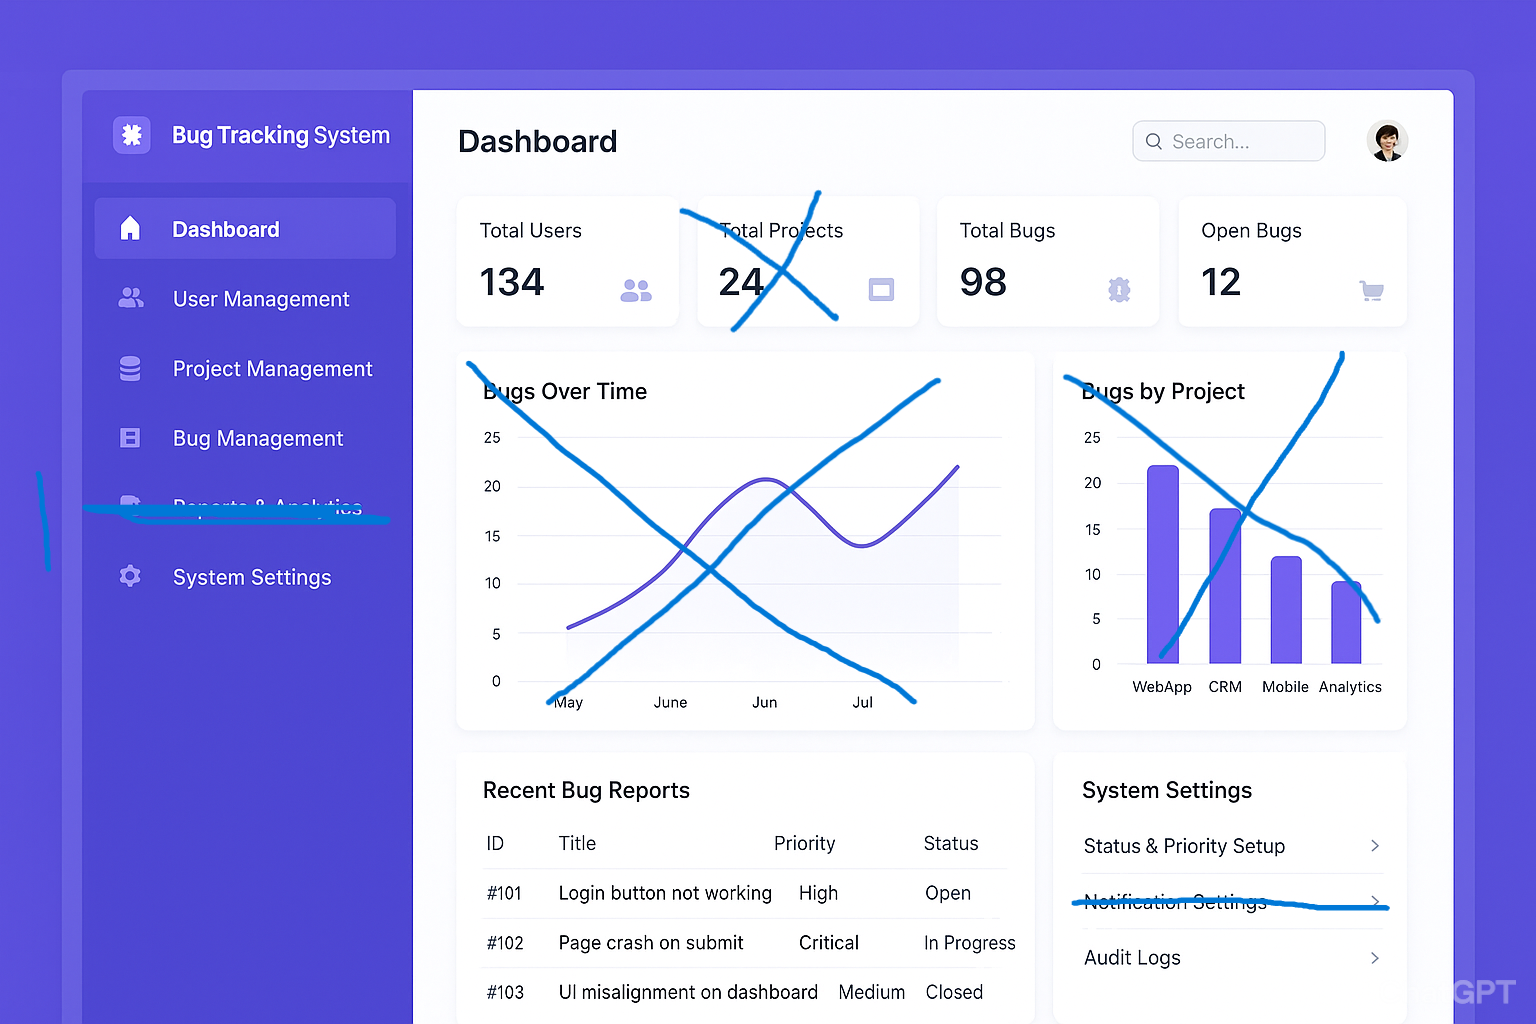 Bug Tracking System
Dashboard
User Management
Project Management
Bug Management
Reports & Analytics
System Settings
Dashboard
Search...
Total Users
134
Total Projects
24
Total Bugs
98
Open Bugs
12
Bugs Over Time
25
20
15
10
5
0
May June Jun Jul
Bugs by Project
25
20
15
10
5
0
WebApp CRM Mobile Analytics
Recent Bug Reports
ID Title Priority Status
#101 Login button not working High Open
#102 Page crash on submit Critical In Progress
#103 UI misalignment on dashboard Medium Closed
System Settings
Status & Priority Setup
Notification Settings
Audit Logs
GPT